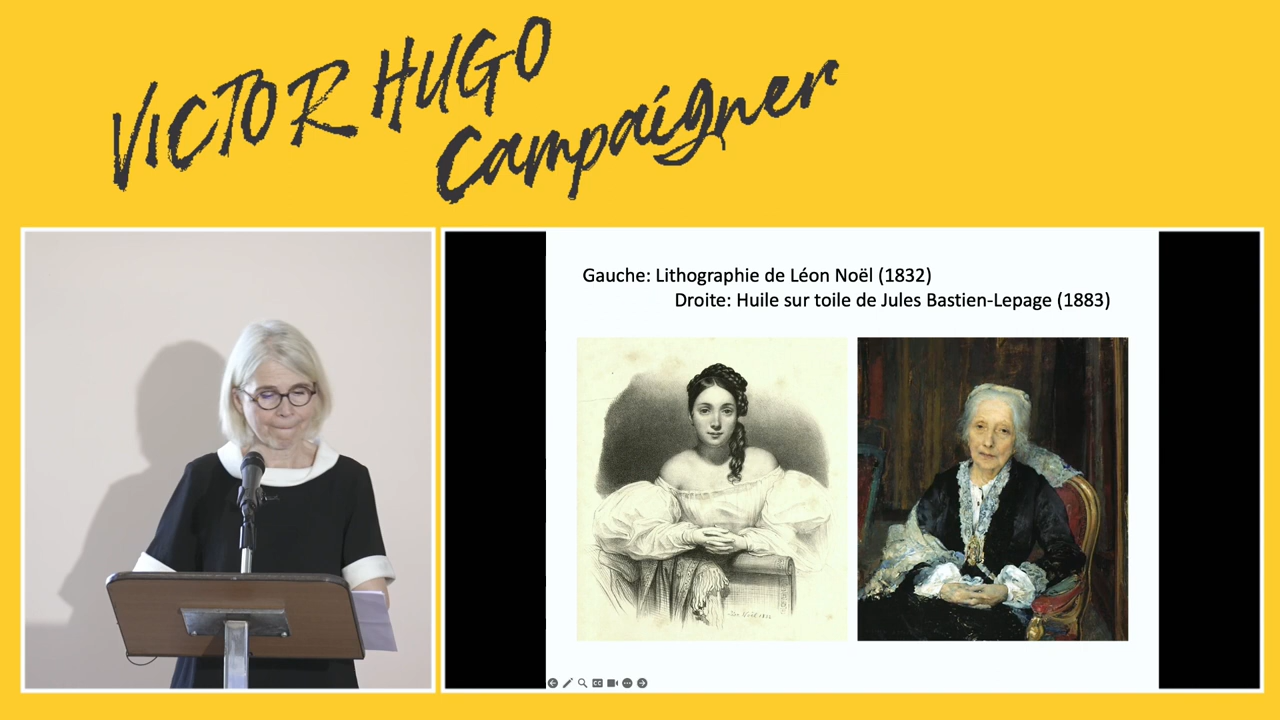 VICTOR HUGO
Campaigner
Gauche: Lithographie de Léon Noël (1832)
Droite: Huile sur toile de Jules Bastien-Lepage (1883)